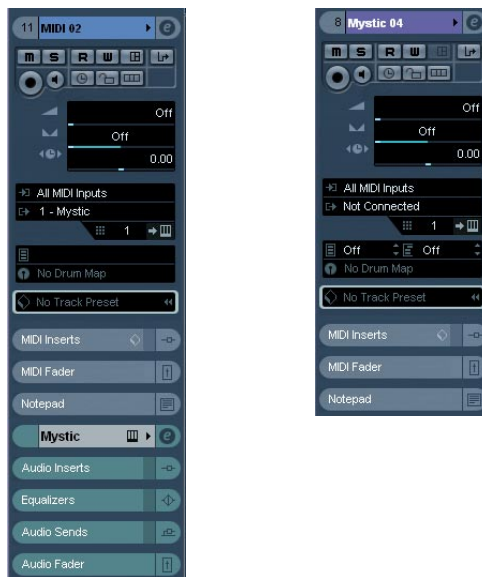 11 MIDI 02 e
m S R W
Off
Off
0.00
All MIDI Inputs
1 - Mystic
1
No Drum Map
No Track Preset
MIDI Inserts
MIDI Fader
Notepad
Mystic e
Audio Inserts
Equalizers
Audio Sends
Audio Fader
8 Mystic 04 e
m S R W
Off
Off
0.00
All MIDI Inputs
Not Connected
1
Off Off
No Drum Map
No Track Preset
MIDI Inserts
MIDI Fader
Notepad